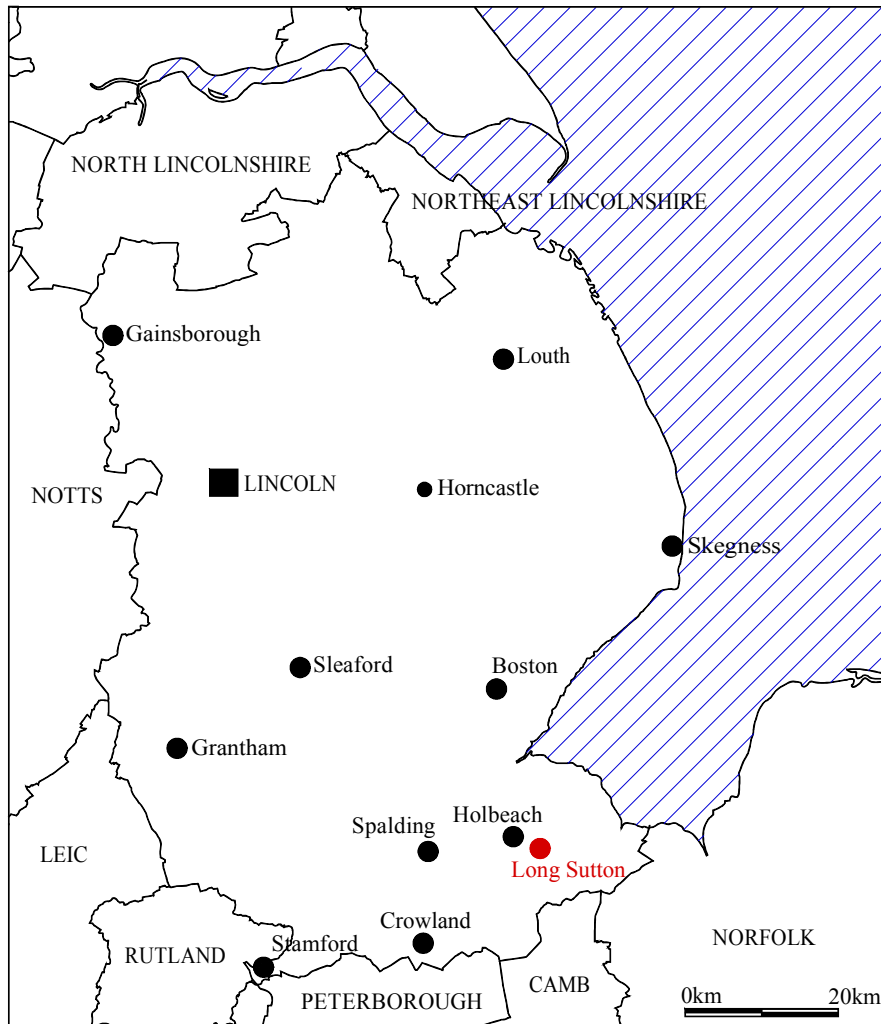 NORTH LINCOLNSHIRE
NORTHEAST LINCOLNSHIRE
Gainsborough
Louth
LINCOLN
Horncastle
NOTTS
Skegness
Sleaford
Boston
Grantham
Holbeach
Spalding
LEIC
Long Sutton
Crowland
NORFOLK
Stamford
RUTLAND
CAMB
PETERBOROUGH
0km 20km